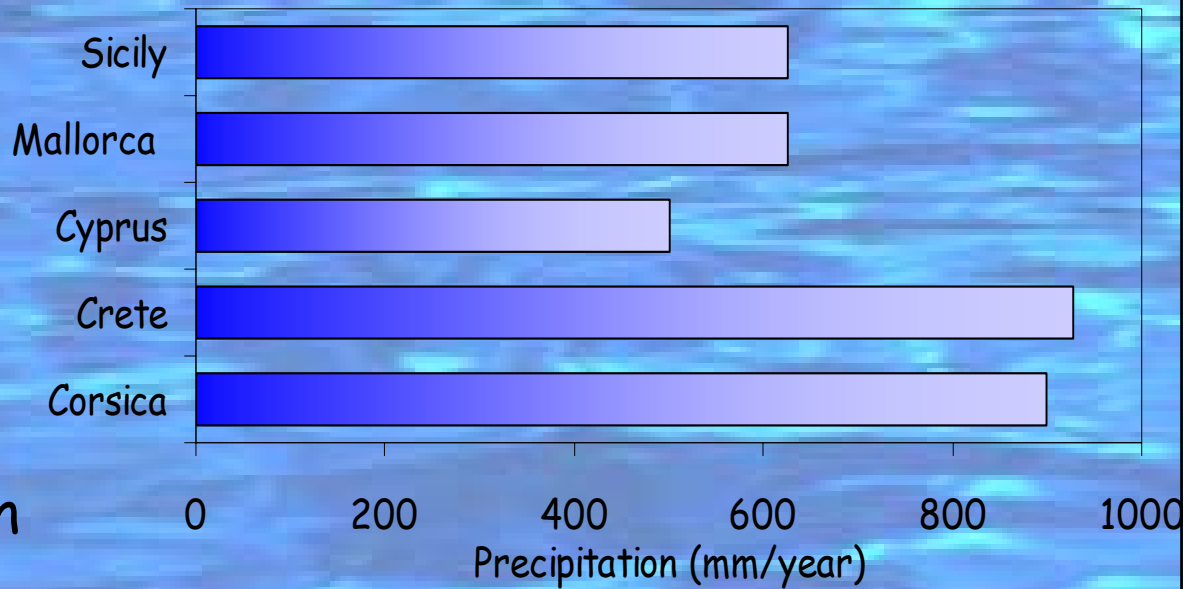 Sicily
Mallorca
Cyprus
Crete
Corsica
n
0 200 400 600 800 1000
Precipitation (mm/year)